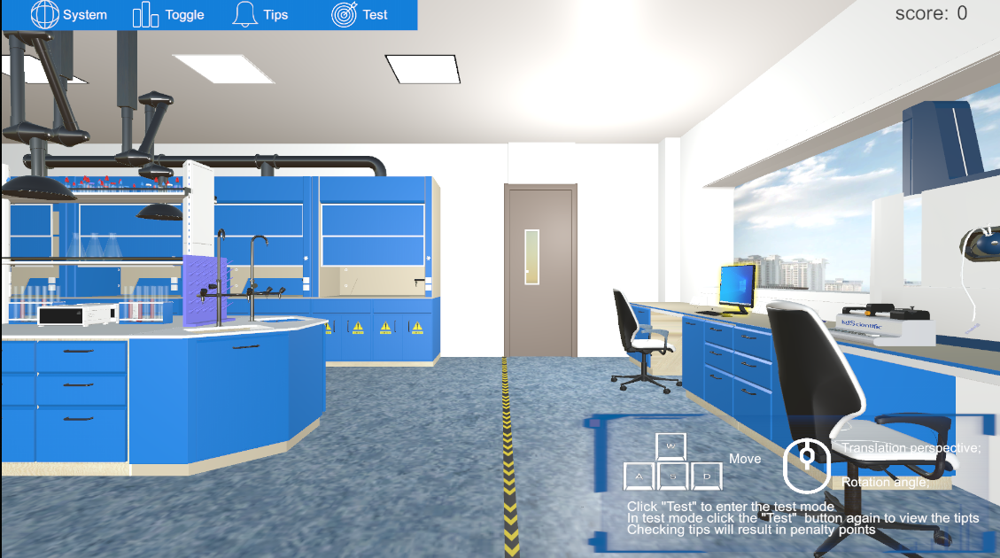 System
Toggle
Tips
Test
score: 0
Scientific
W
Move
A
S
D
Translation perspective;
Rotation angle;
Click "Test" to enter the test mode
In test mode click the "Test" button again to view the tipts
Checking tips will result in penalty points